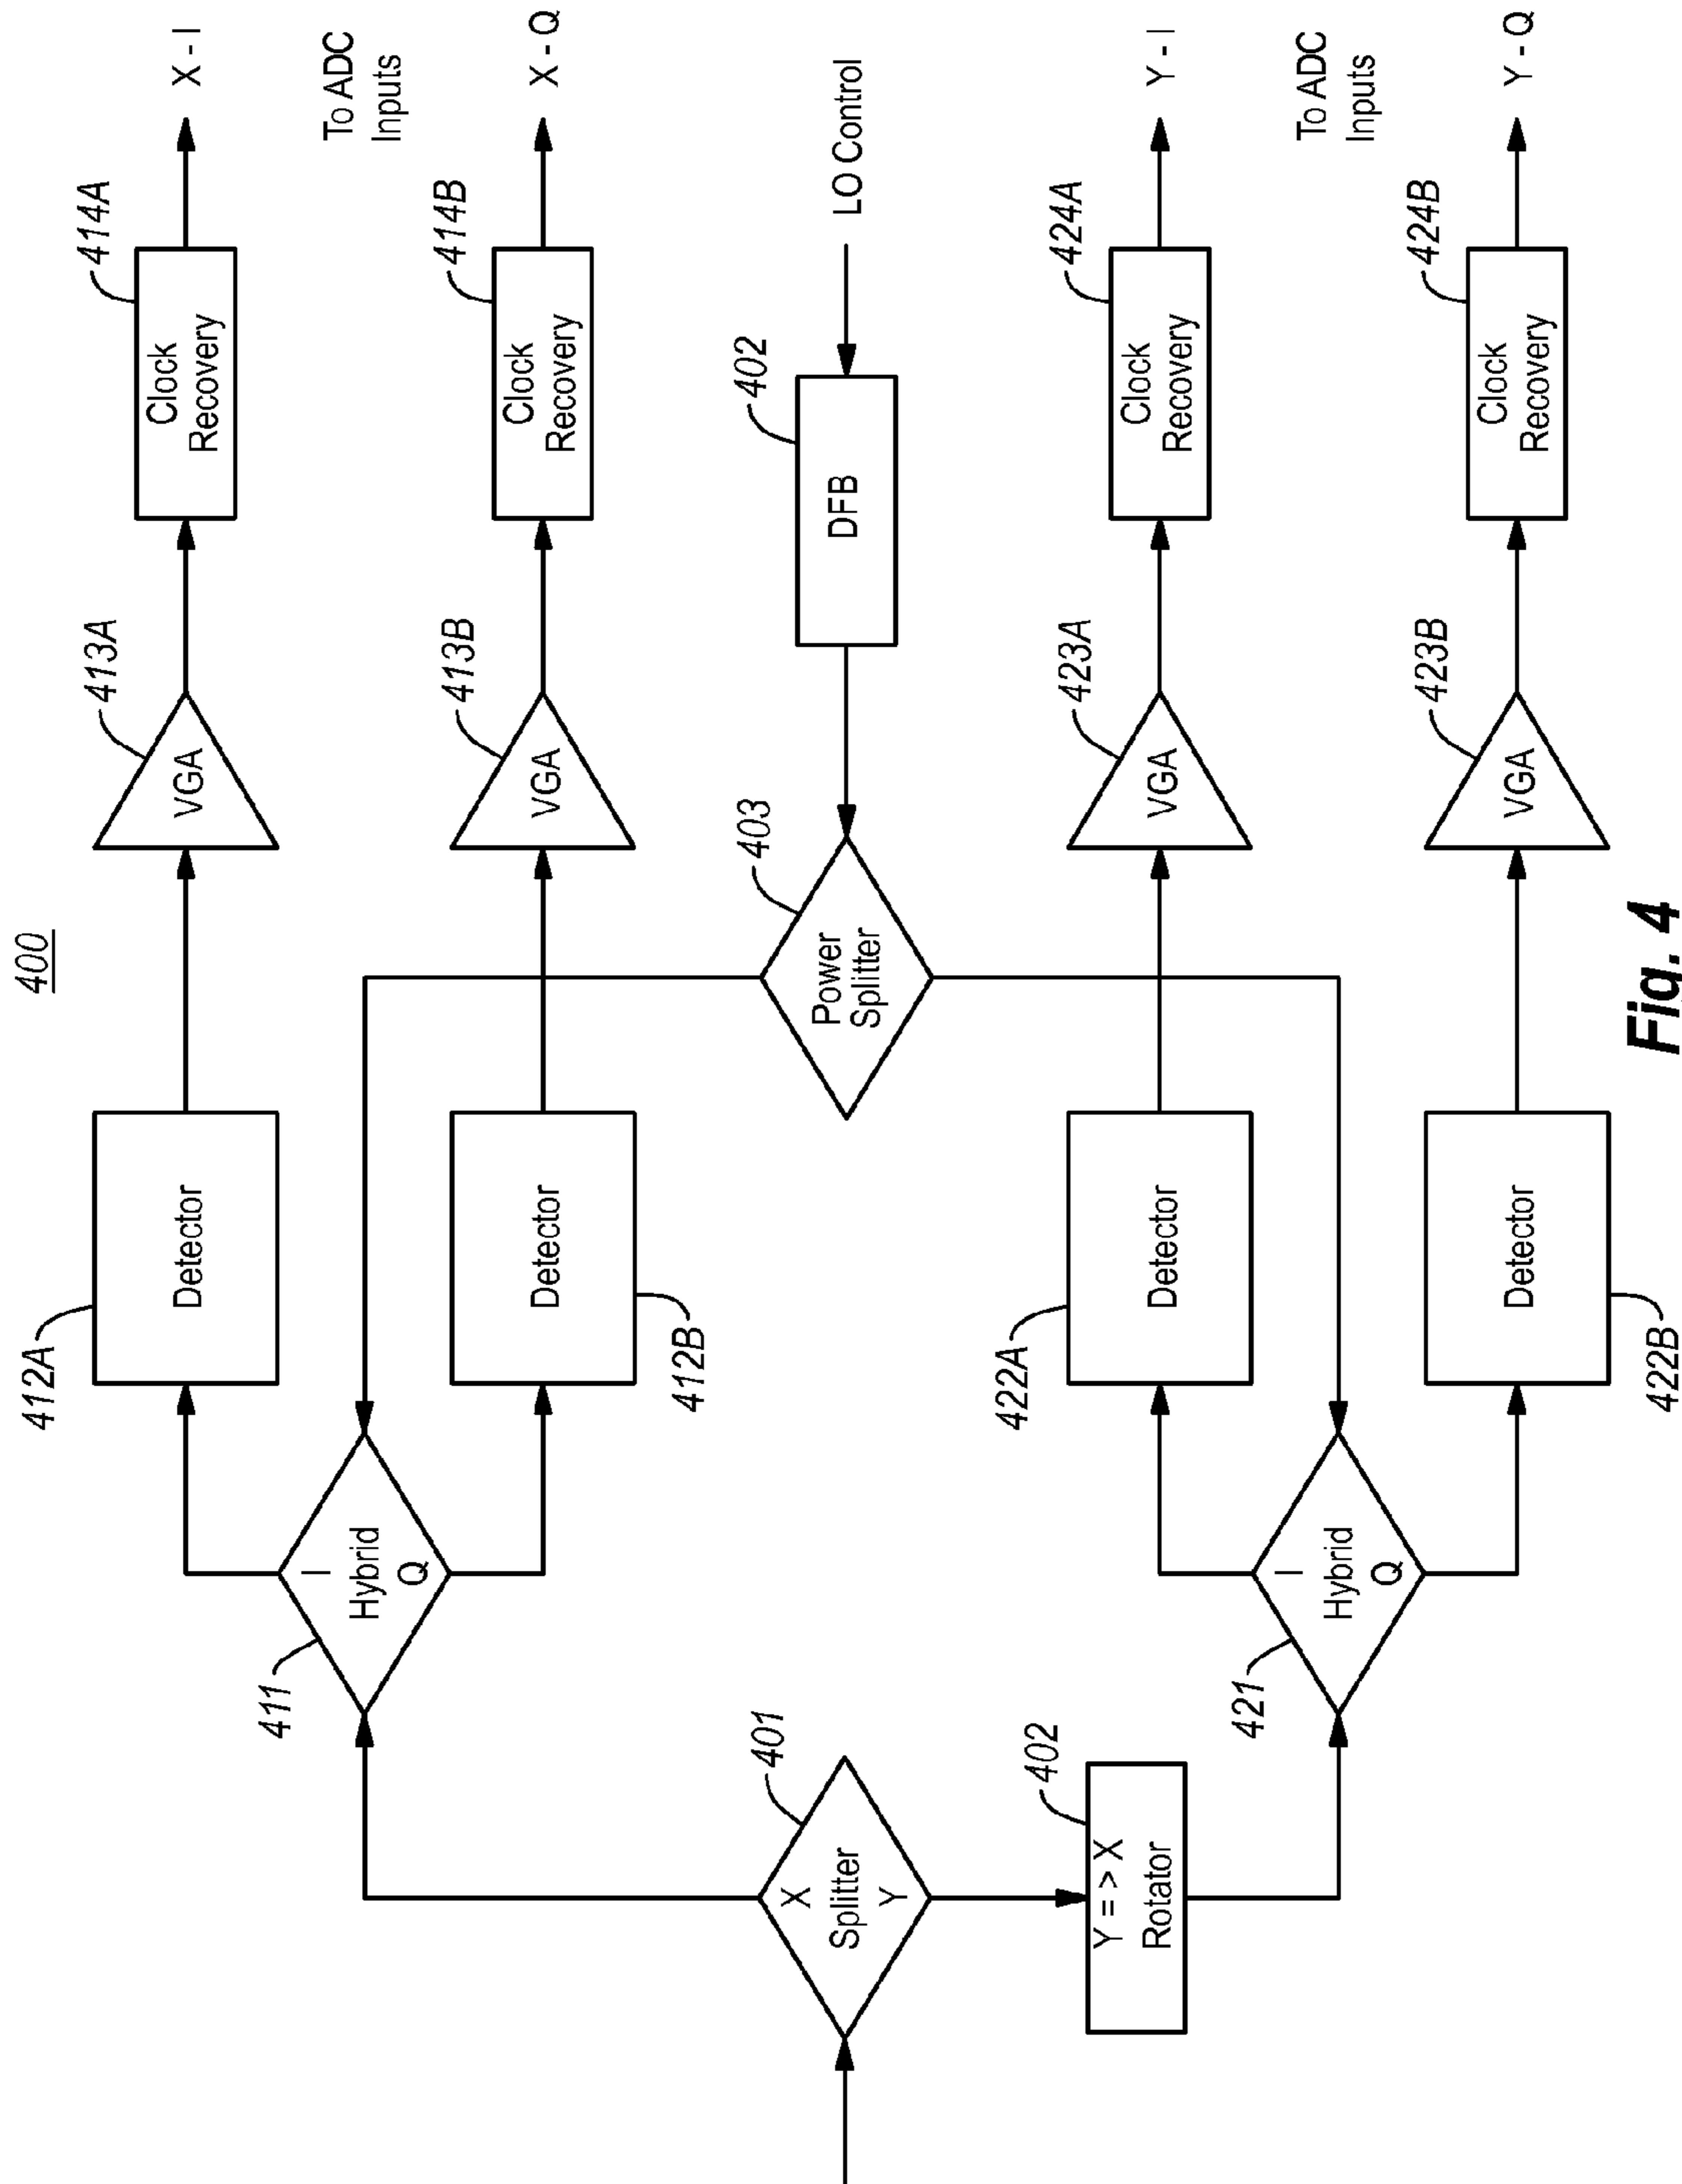 400
412A
Detector
413A
VGA
414A
Clock
Recovery
X - I
To ADC
Inputs
411
I
Hybrid
Q
412B
Detector
413B
VGA
414B
Clock
Recovery
X - Q
401
X
Splitter
Y
403
Power
Splitter
402
DFB
LO Control
402
Y = > X
Rotator
422A
Detector
423A
VGA
424A
Clock
Recovery
Y - I
To ADC
Inputs
421
I
Hybrid
Q
422B
Detector
423B
VGA
424B
Clock
Recovery
Y - Q
Fig. 4